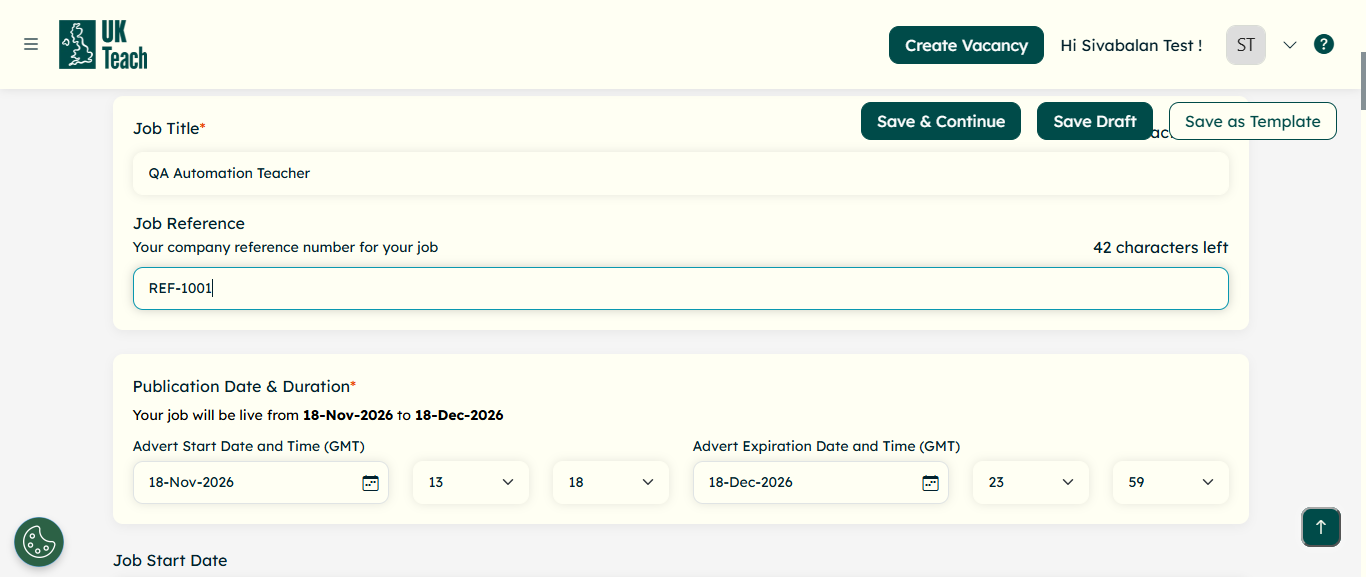 UK
Teach
Create Vacancy
Hi Sivabalan Test !
ST
?
Save & Continue
Save Draft
Save as Template
Job Title*
QA Automation Teacher
Job Reference
Your company reference number for your job
42 characters left
REF-1001
Publication Date & Duration*
Your job will be live from 18-Nov-2026 to 18-Dec-2026
Advert Start Date and Time (GMT)
Advert Expiration Date and Time (GMT)
18-Nov-2026
13
18
18-Dec-2026
23
59
Job Start Date